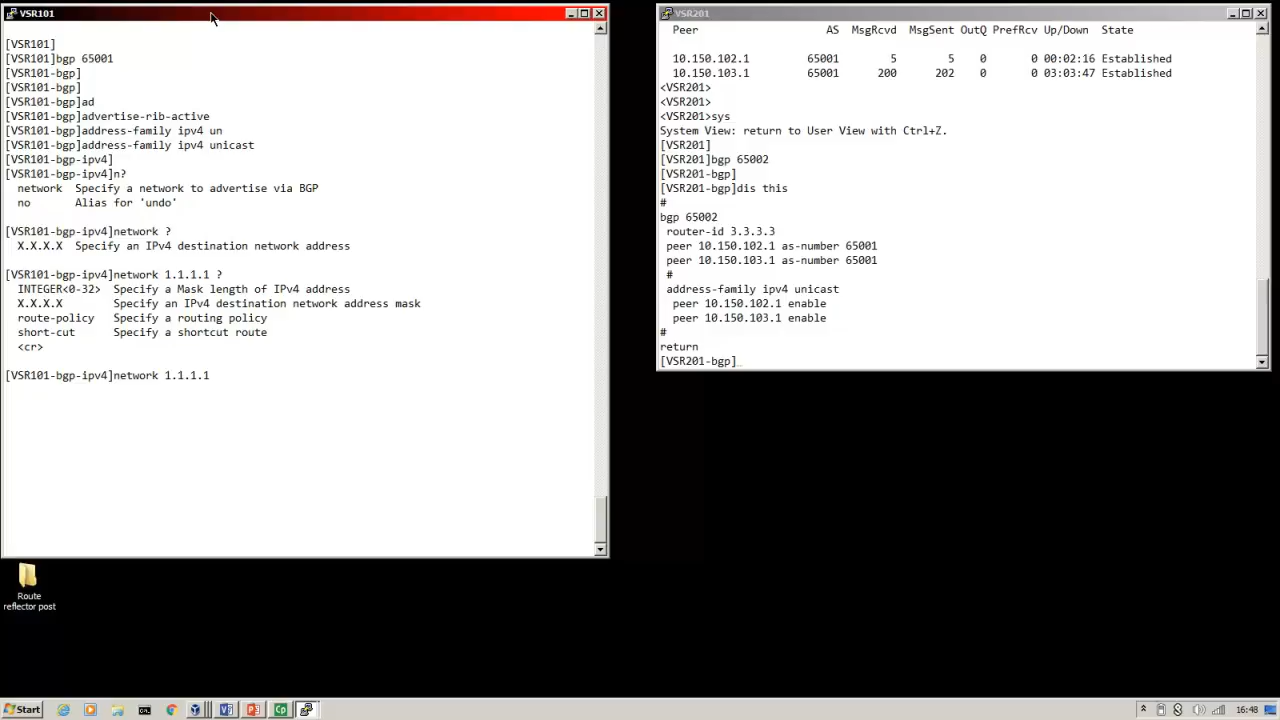 VSR101
[VSR101]
[VSR101]bgp 65001
[VSR101-bgp]
[VSR101-bgp]
[VSR101-bgp]ad
[VSR101-bgp]advertise-rib-active
[VSR101-bgp]address-family ipv4 un
[VSR101-bgp]address-family ipv4 unicast
[VSR101-bgp-ipv4]
[VSR101-bgp-ipv4]n?
network  Specify a network to advertise via BGP
no       Alias for 'undo'
[VSR101-bgp-ipv4]network ?
X.X.X.X  Specify an IPv4 destination network address
[VSR101-bgp-ipv4]network 1.1.1.1 ?
INTEGER<0-32>  Specify a Mask length of IPv4 address
X.X.X.X        Specify an IPv4 destination network address mask
route-policy   Specify a routing policy
short-cut      Specify a shortcut route
<cr>
[VSR101-bgp-ipv4]network 1.1.1.1
VSR201
Peer                    AS  MsgRcvd  MsgSent OutQ PrefRcv Up/Down  State
10.150.102.1         65001        5        5    0       0 00:02:16 Established
10.150.103.1         65001      200      202    0       0 03:03:47 Established
<VSR201>
<VSR201>
<VSR201>sys
System View: return to User View with Ctrl+Z.
[VSR201]
[VSR201]bgp 65002
[VSR201-bgp]
[VSR201-bgp]dis this
#
bgp 65002
router-id 3.3.3.3
peer 10.150.102.1 as-number 65001
peer 10.150.103.1 as-number 65001
#
address-family ipv4 unicast
peer 10.150.102.1 enable
peer 10.150.103.1 enable
#
return
[VSR201-bgp]_
Route
reflector post
Start
16:48